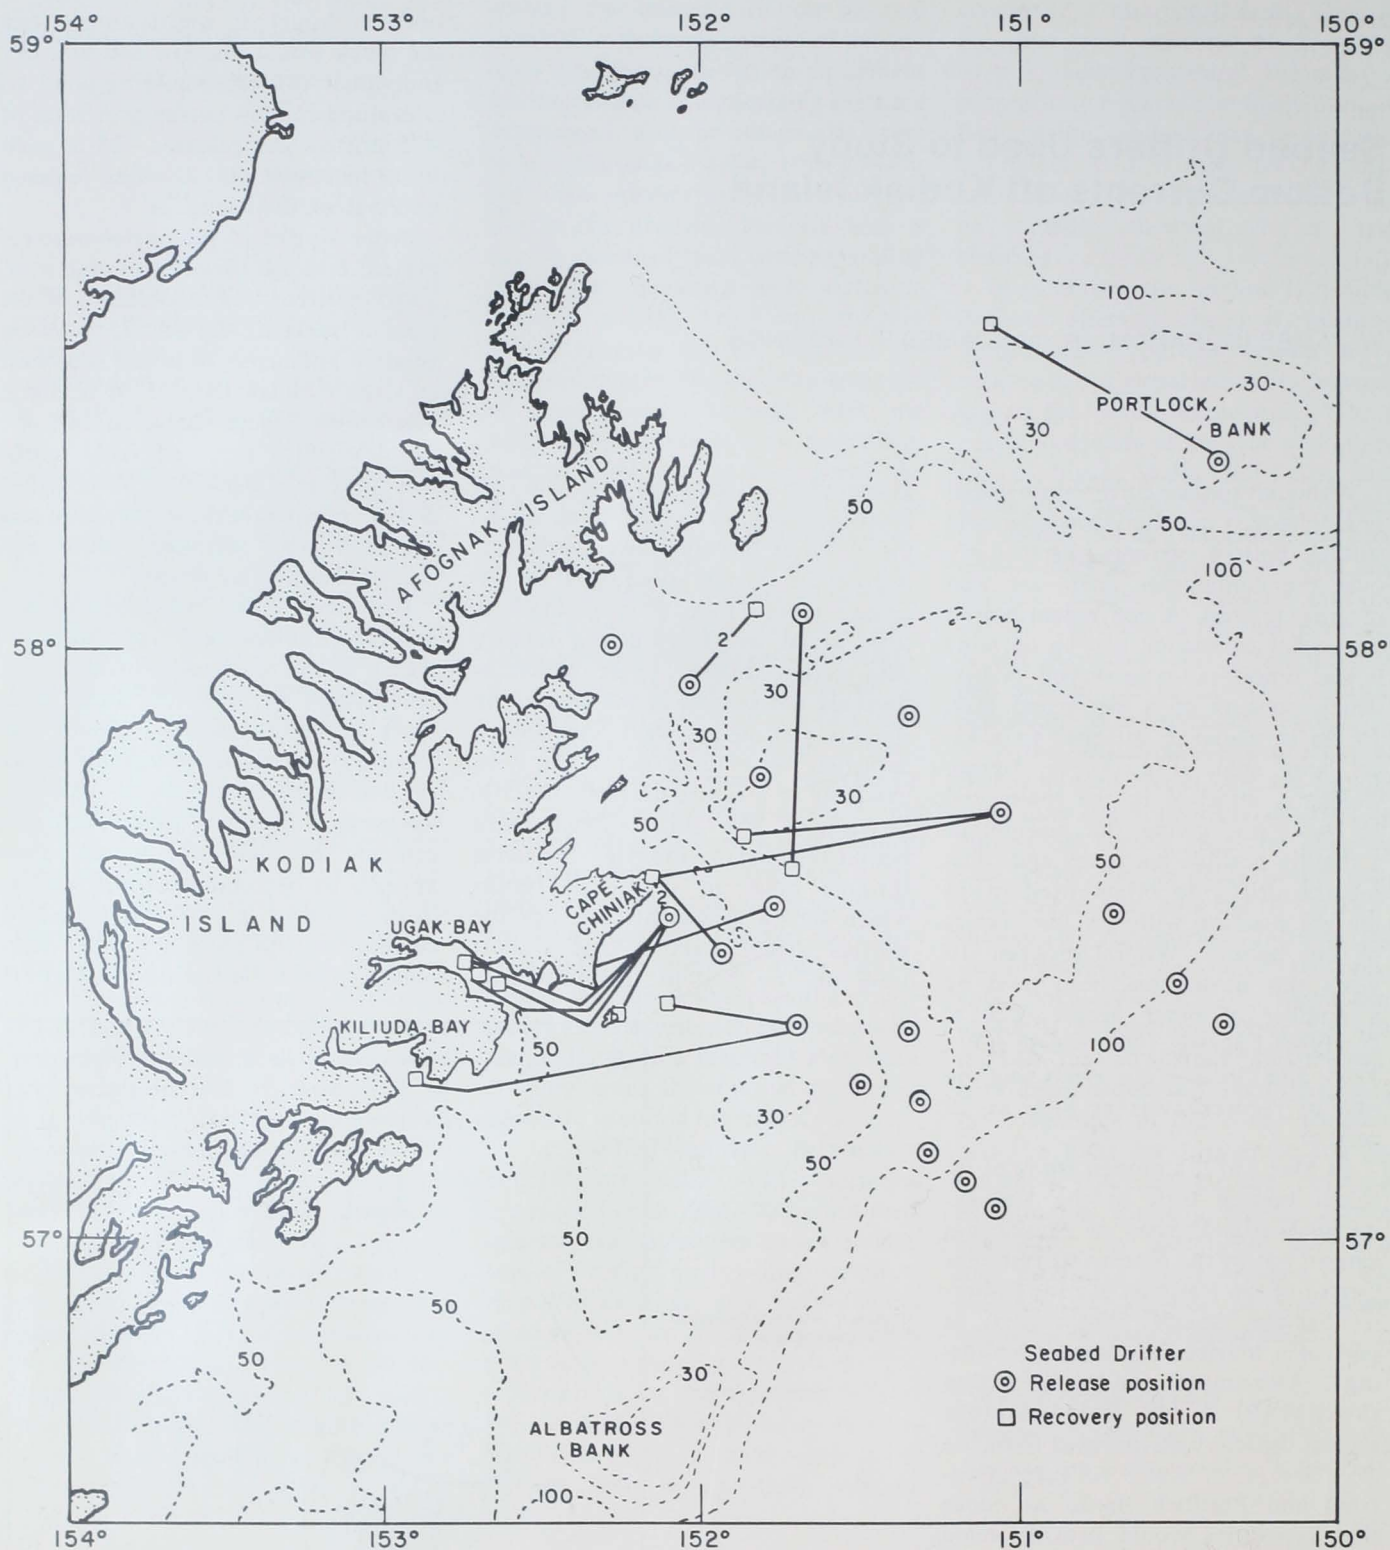 154° 153° 152° 151° 150°
59° 59°
100
30
PORTLOCK
BANK
30
50
50
AFOGNAK ISLAND
100
58° 58°
2
30
30
30
50
50
KODIAK
CAPE
CHINIAK
2
ISLAND
UGAK BAY
KILIUDA BAY
50
100
30
50
57° 57°
50
50
50
30
Seabed Drifter
Release position
Recovery position
ALBATROSS
BANK
100
154° 153° 152° 151° 150°